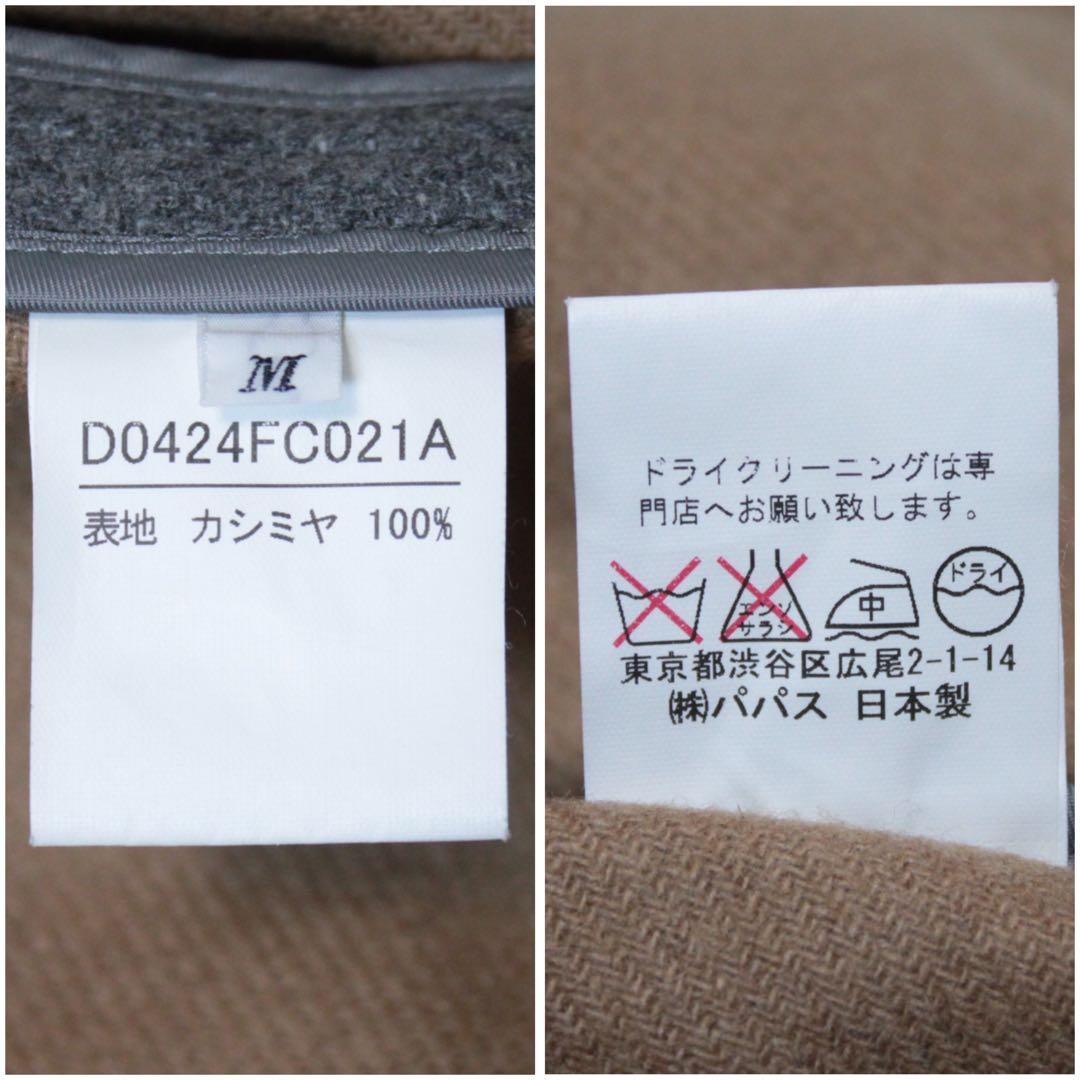 M
D0424FC021A
表地 カシミヤ 100%
ドライクリーニングは専
門店へお願い致します。
エンソ
サラシ
中
ドライ
東京都渋谷区広尾2-1-14
㈱パパス 日本製